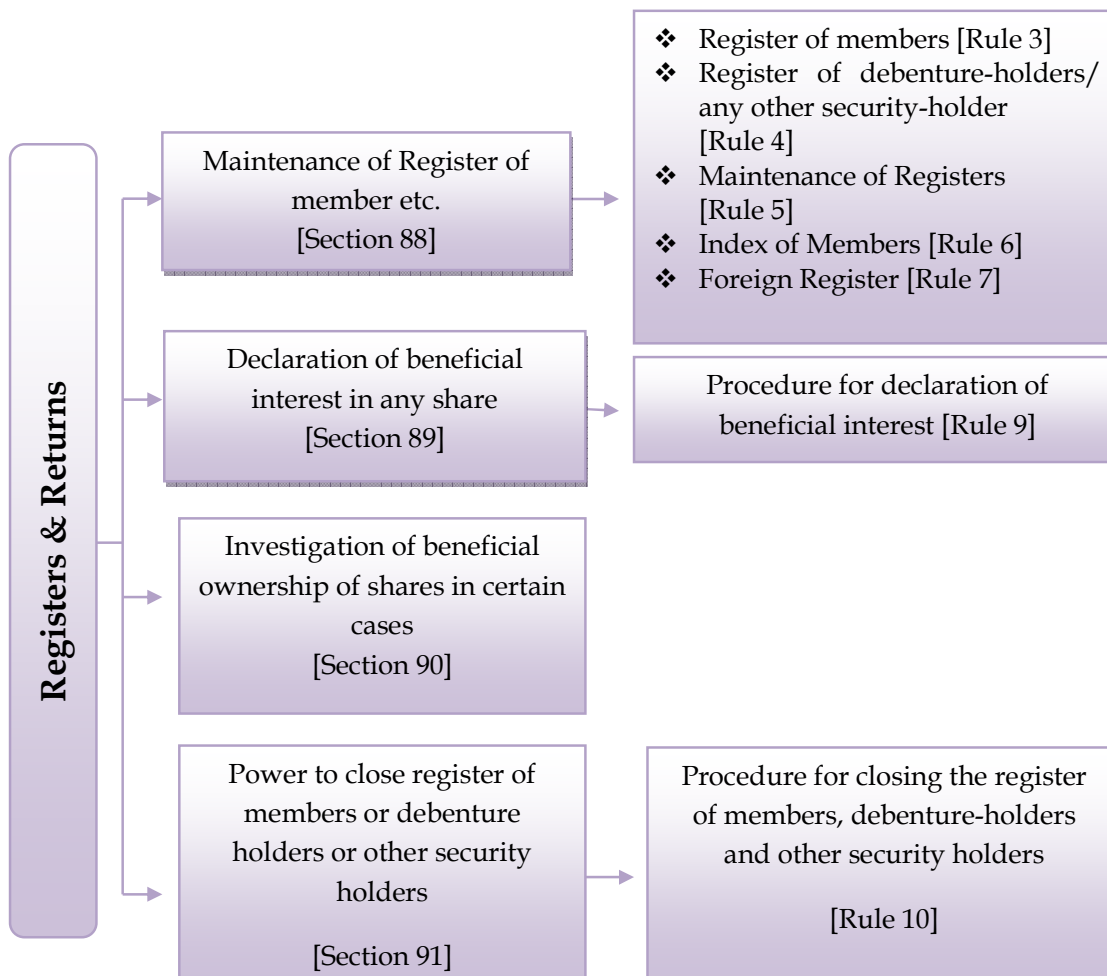 Registers & Returns
Maintenance of Register of
member etc.
[Section 88]
❖ Register of members [Rule 3]
❖ Register of debenture-holders/
any other security-holder
[Rule 4]
❖ Maintenance of Registers
[Rule 5]
❖ Index of Members [Rule 6]
❖ Foreign Register [Rule 7]
Declaration of beneficial
interest in any share
[Section 89]
Procedure for declaration of
beneficial interest [Rule 9]
Investigation of beneficial
ownership of shares in certain
cases
[Section 90]
Power to close register of
members or debenture
holders or other security
holders
[Section 91]
Procedure for closing the register
of members, debenture-holders
and other security holders
[Rule 10]